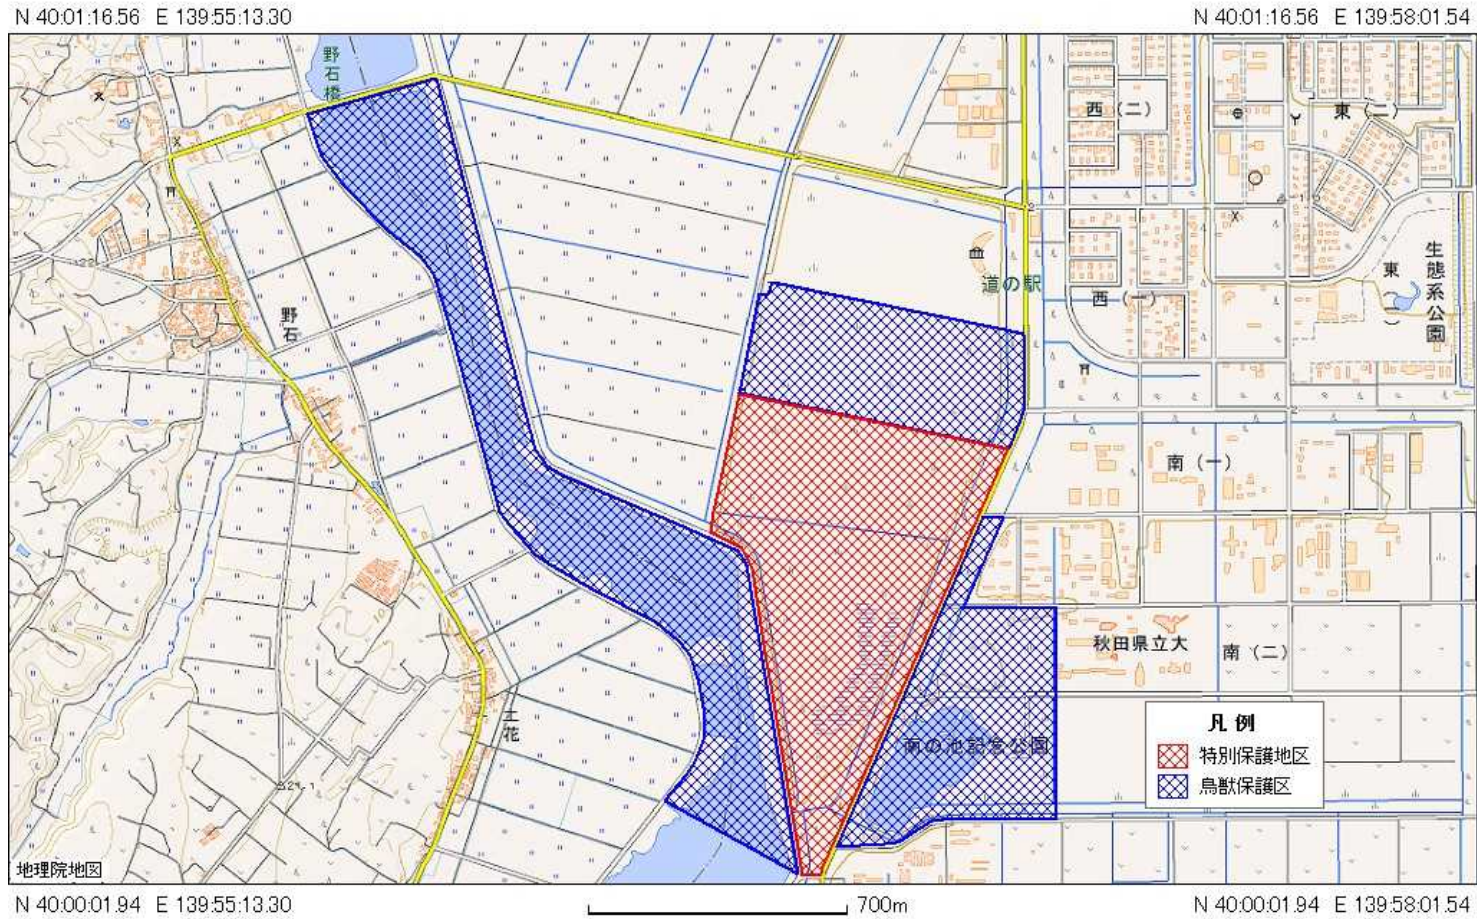 N 40:01:16.56 E 139:55:13.30
N 40:01:16.56 E 139:58:01.54
野石橋
西(二)
東(二)
道の駅
西(一)
東(一)
生態系公園
野石
南(一)
秋田県立大
南(二)
南の池記念公園
凡例
特別保護地区
鳥獣保護区
地理院地図
N 40:00:01.94 E 139:55:13.30
700m
N 40:00:01.94 E 139:58:01.54